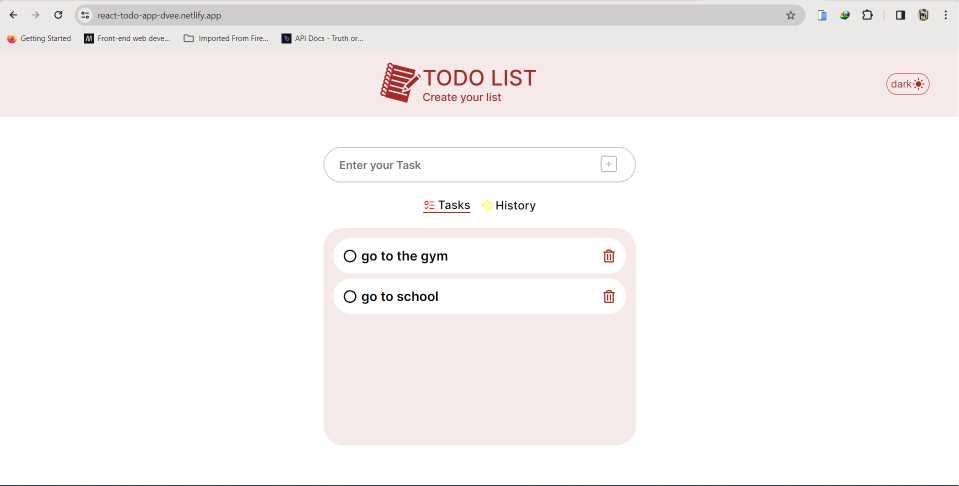 react-todo-app-dvee.netlify.app
Getting Started
Front-end web deve...
Imported From Fire...
API Docs - Truth or...
TODO LIST
Create your list
dark
Enter your Task
Tasks
History
go to the gym
go to school